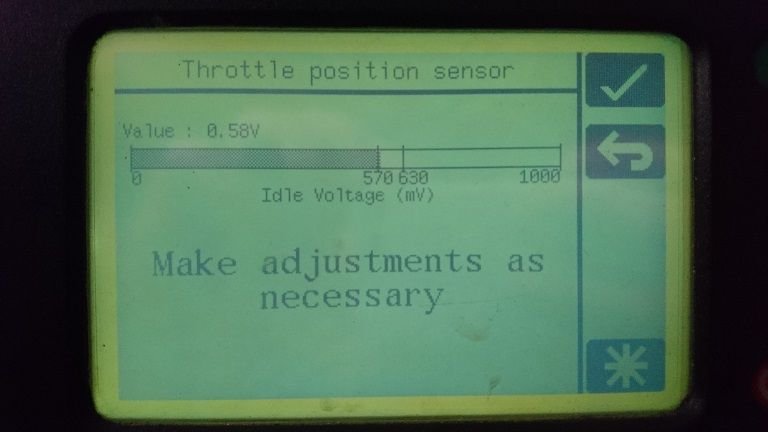 Throttle position sensor
Value : 0.58V
0 570 630 1000
Idle Voltage (mV)
Make adjustments as
necessary